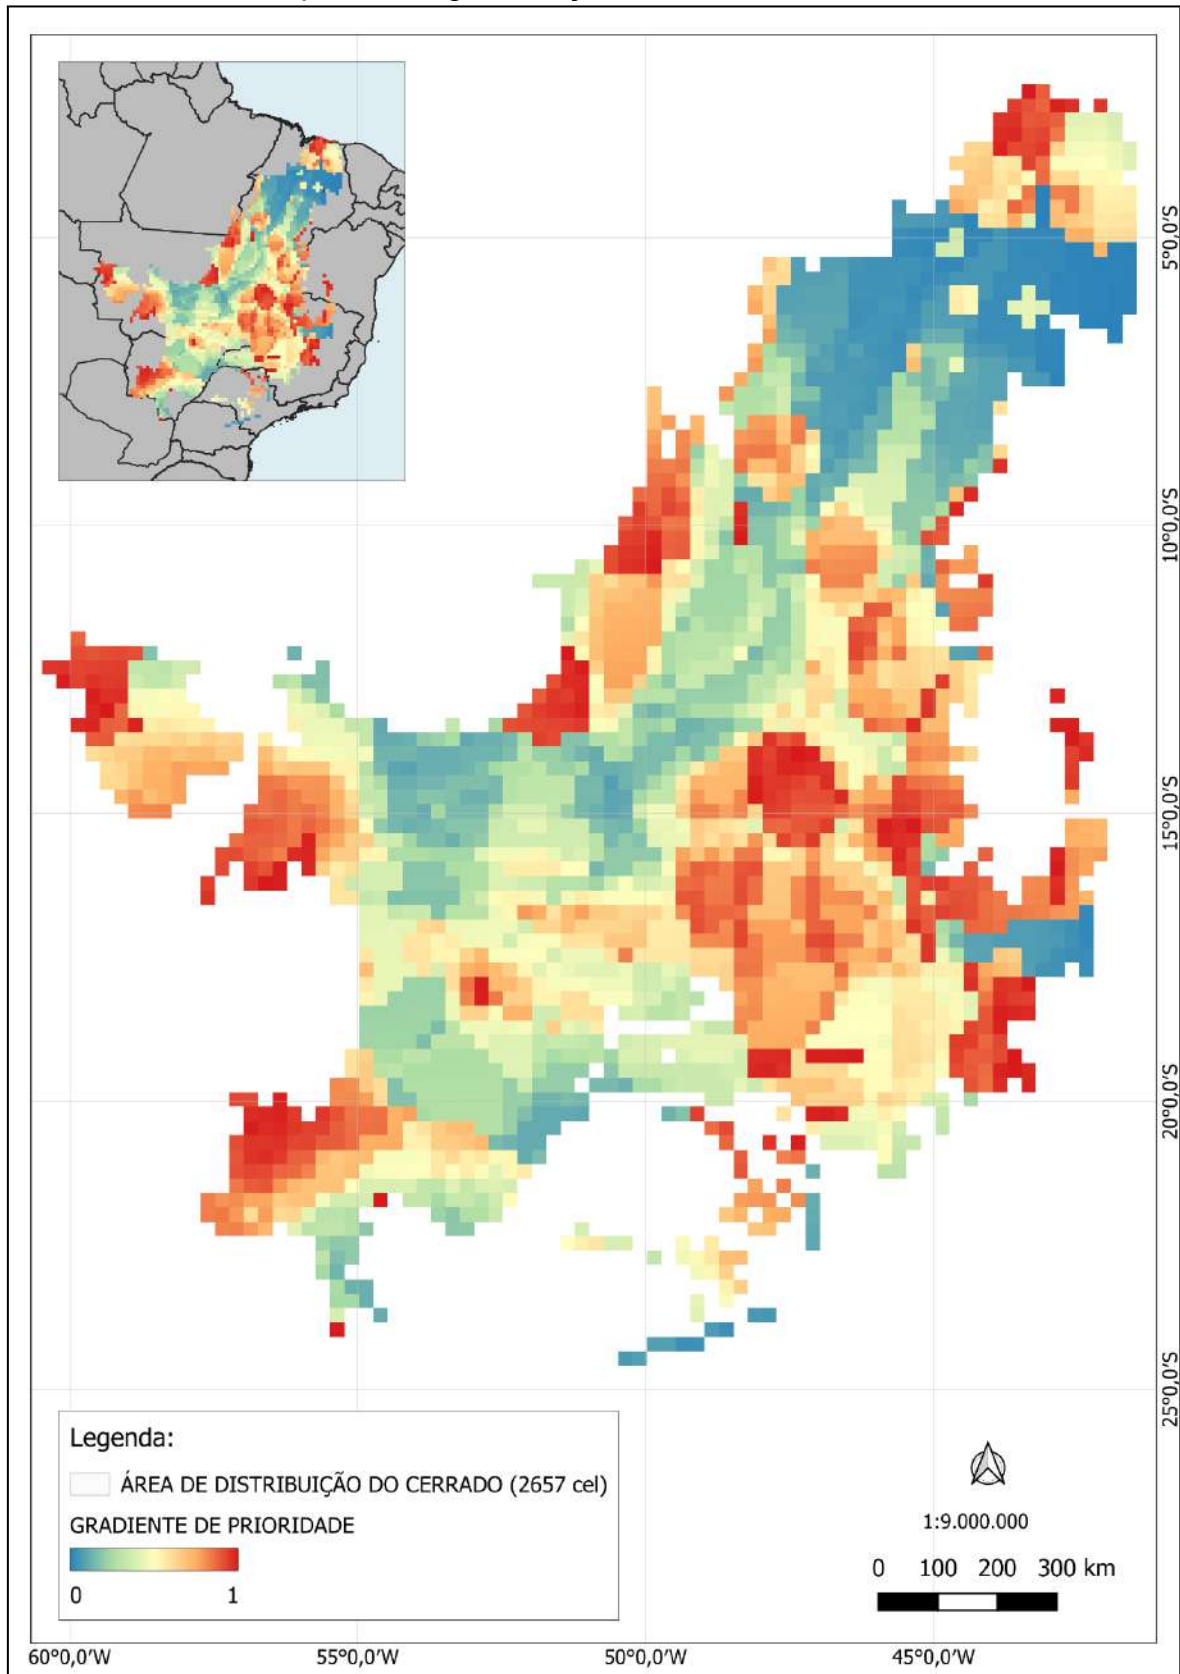 5°0,0'S
10°0,0'S
15°0,0'S
20°0,0'S
25°0,0'S
Legenda:
ÁREA DE DISTRIBUIÇÃO DO CERRADO (2657 cel)
GRADIENTE DE PRIORIDADE
0 1
1:9.000.000
0 100 200 300 km
60°0,0'W 55°0,0'W 50°0,0'W 45°0,0'W